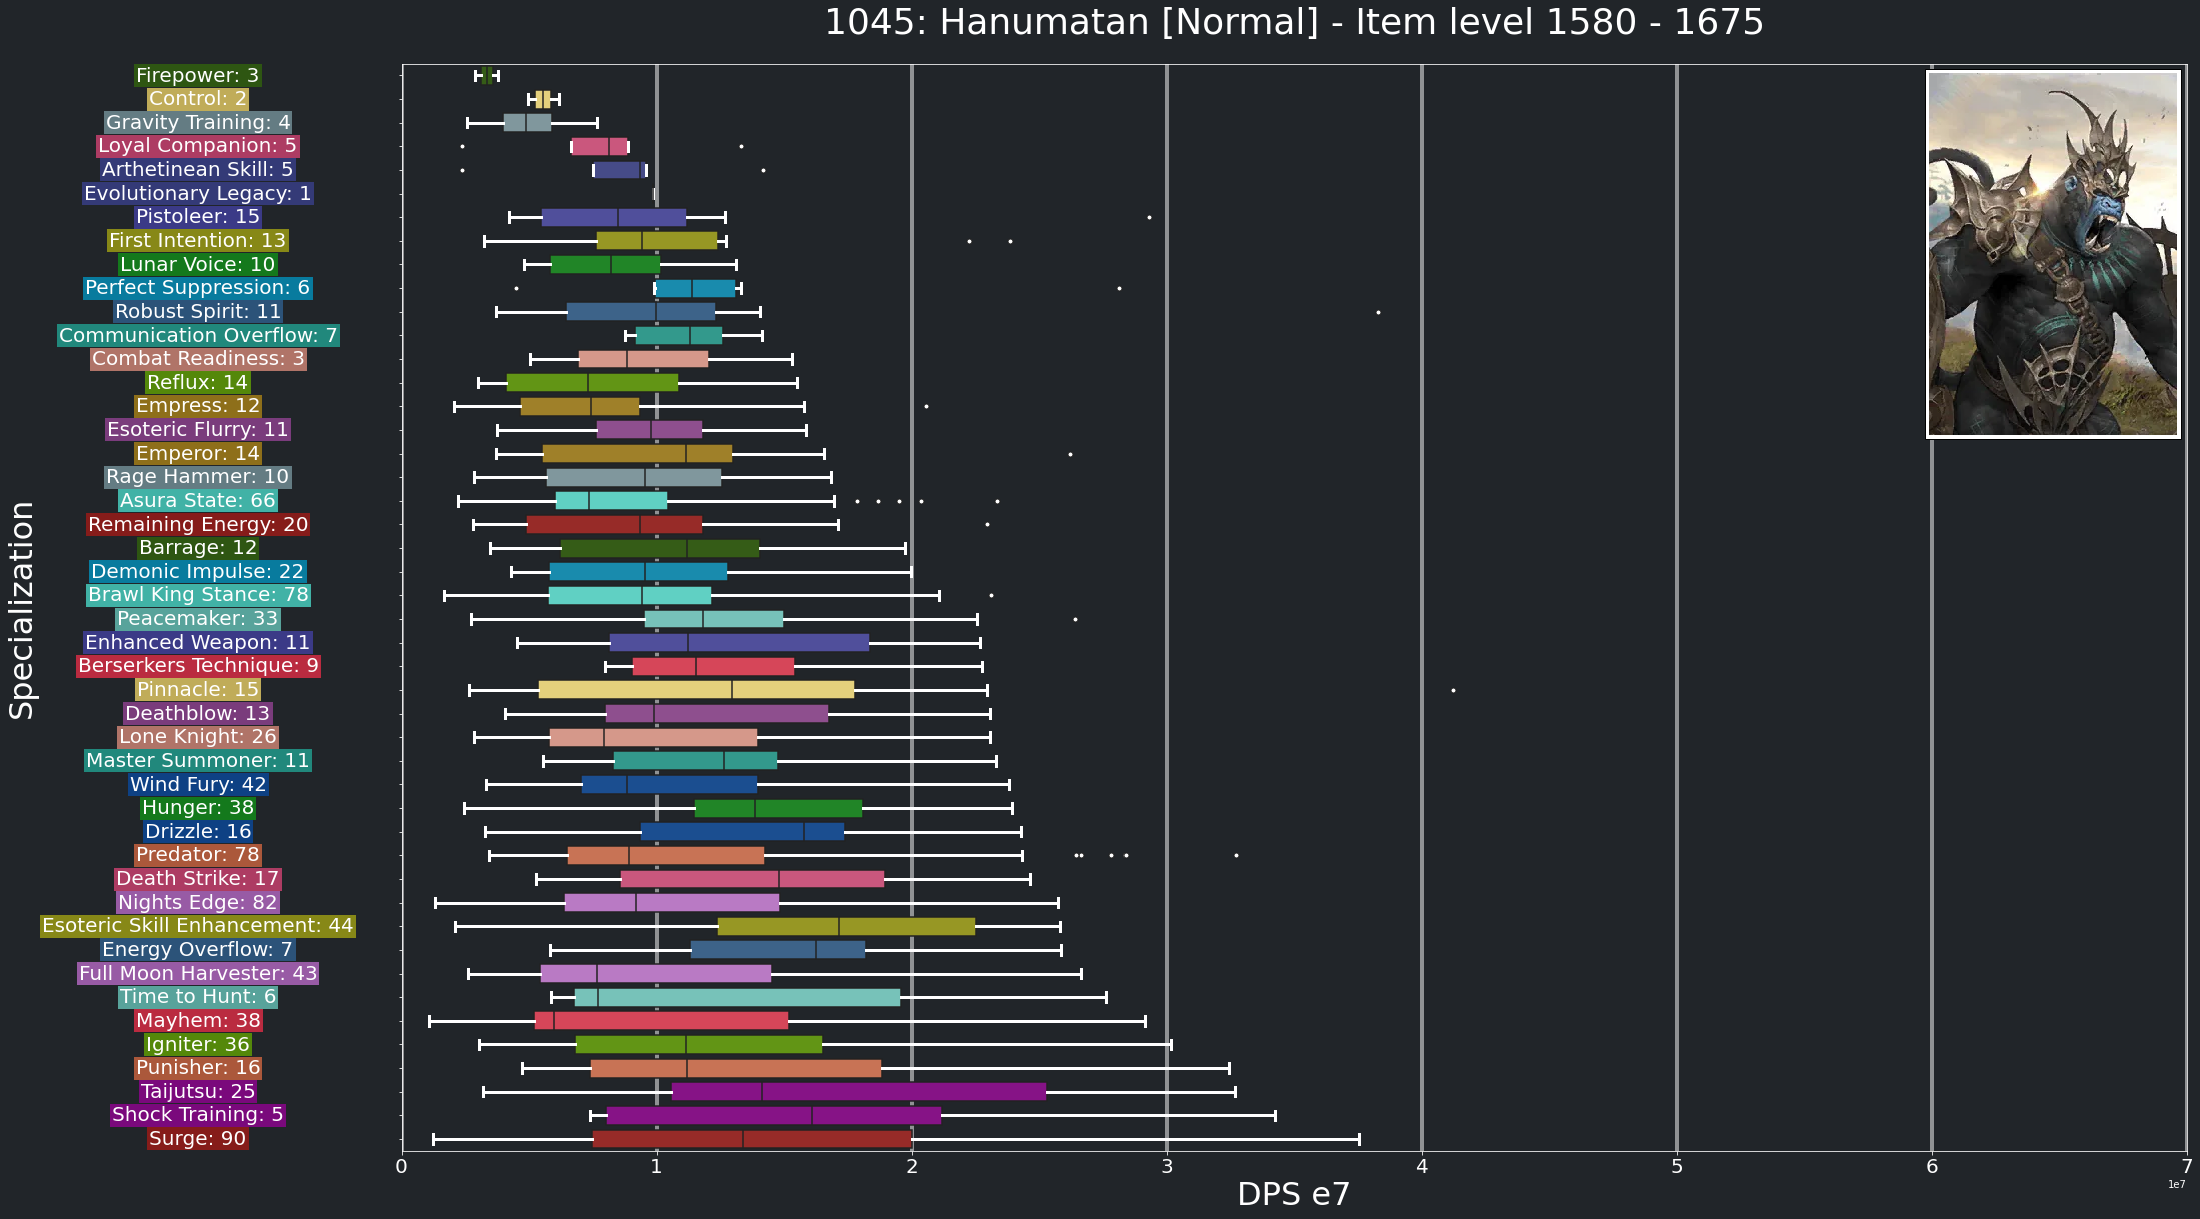 1045: Hanumatan [Normal] - Item level 1580 - 1675
Specialization
Firepower: 3
Control: 2
Gravity Training: 4
Loyal Companion: 5
Arthetinean Skill: 5
Evolutionary Legacy: 1
Pistoleer: 15
First Intention: 13
Lunar Voice: 10
Perfect Suppression: 6
Robust Spirit: 11
Communication Overflow: 7
Combat Readiness: 3
Reflux: 14
Empress: 12
Esoteric Flurry: 11
Emperor: 14
Rage Hammer: 10
Asura State: 66
Remaining Energy: 20
Barrage: 12
Demonic Impulse: 22
Brawl King Stance: 78
Peacemaker: 33
Enhanced Weapon: 11
Berserkers Technique: 9
Pinnacle: 15
Deathblow: 13
Lone Knight: 26
Master Summoner: 11
Wind Fury: 42
Hunger: 38
Drizzle: 16
Predator: 78
Death Strike: 17
Nights Edge: 82
Esoteric Skill Enhancement: 44
Energy Overflow: 7
Full Moon Harvester: 43
Time to Hunt: 6
Mayhem: 38
Igniter: 36
Punisher: 16
Taijutsu: 25
Shock Training: 5
Surge: 90
0 1 2 3 4 5 6 7
1e7
DPS e7